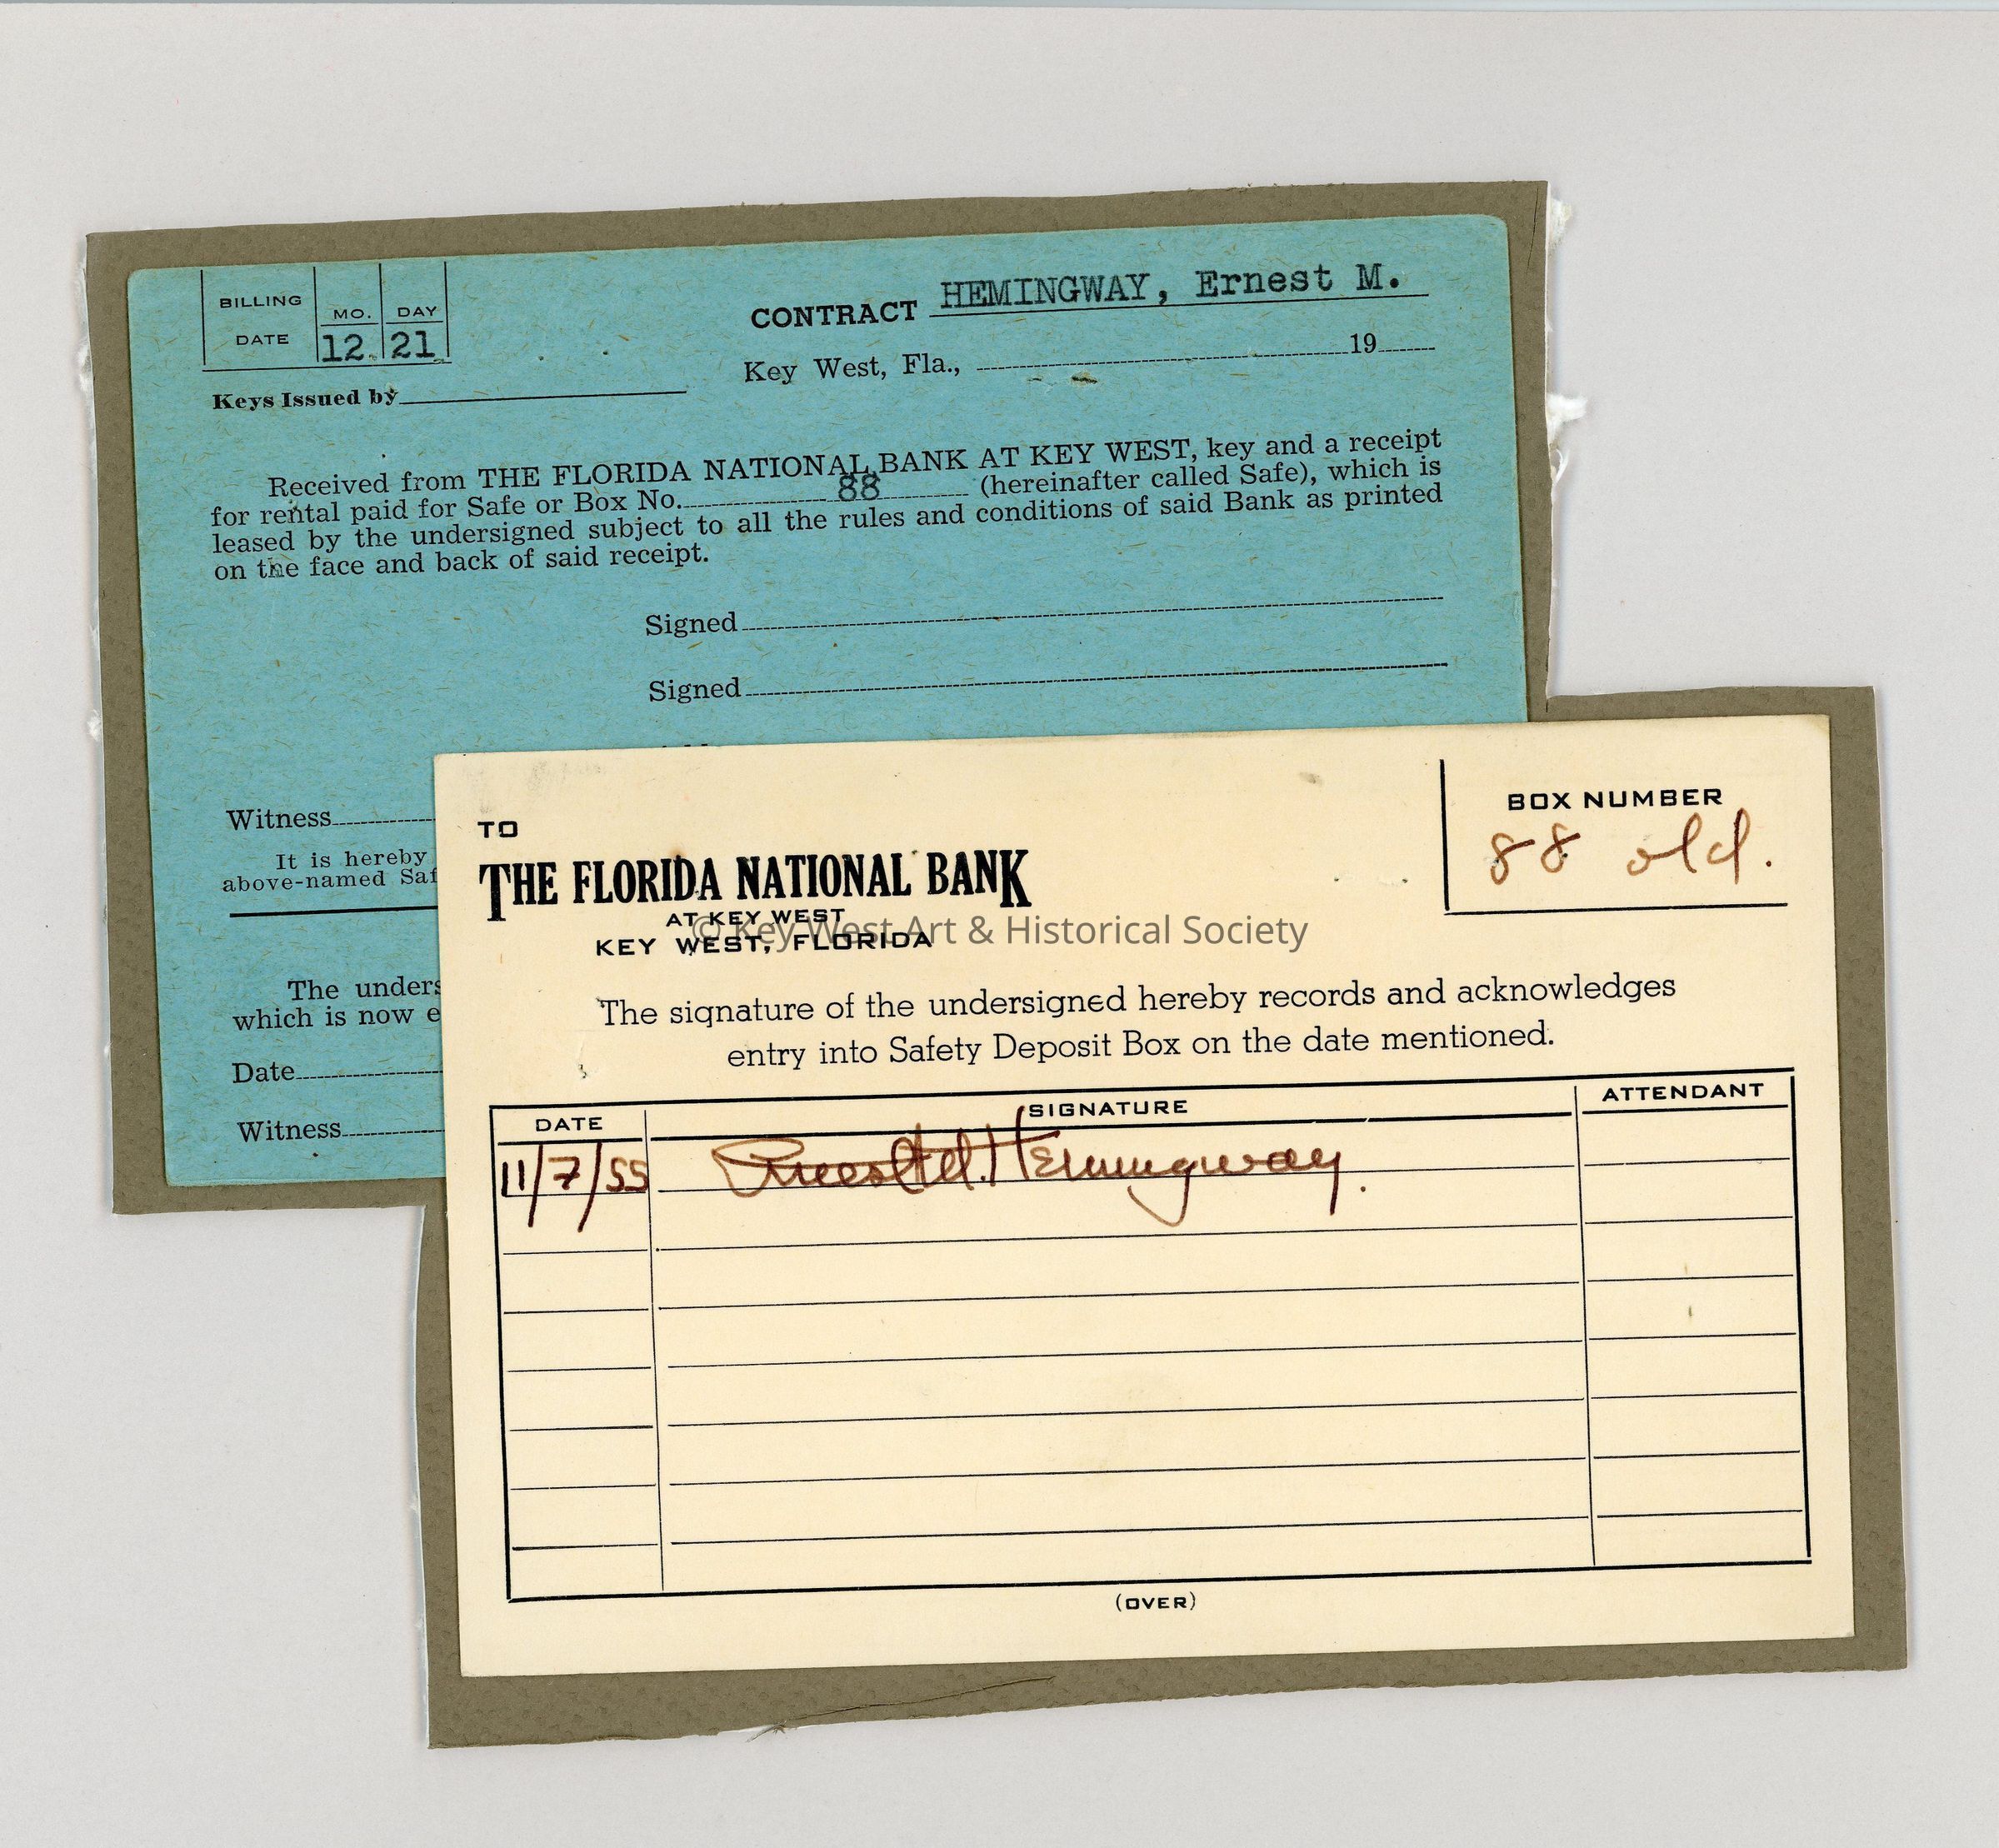 BILLING
DATE
MO.
DAY
12
21
CONTRACT HEMINGWAY, Ernest M.
Key West, Fla., 19
Keys Issued by
Received from THE FLORIDA NATIONAL BANK AT KEY WEST, key and a receipt
for rental paid for Safe or Box No. 88 (hereinafter called Safe), which is
leased by the undersigned subject to all the rules and conditions of said Bank as printed
on the face and back of said receipt.
Signed
Signed
Witness
It is hereby
above-named Saf
The unders
which is now e
Date
Witness
TO
THE FLORIDA NATIONAL BANK
AT KEY WEST
KEY WEST, FLORIDA
BOX NUMBER
88 old.
© Key West Art & Historical Society
The signature of the undersigned hereby records and acknowledges
entry into Safety Deposit Box on the date mentioned.
DATE SIGNATURE ATTENDANT
11/7/55 Ernest M. Hemingway.
(OVER)